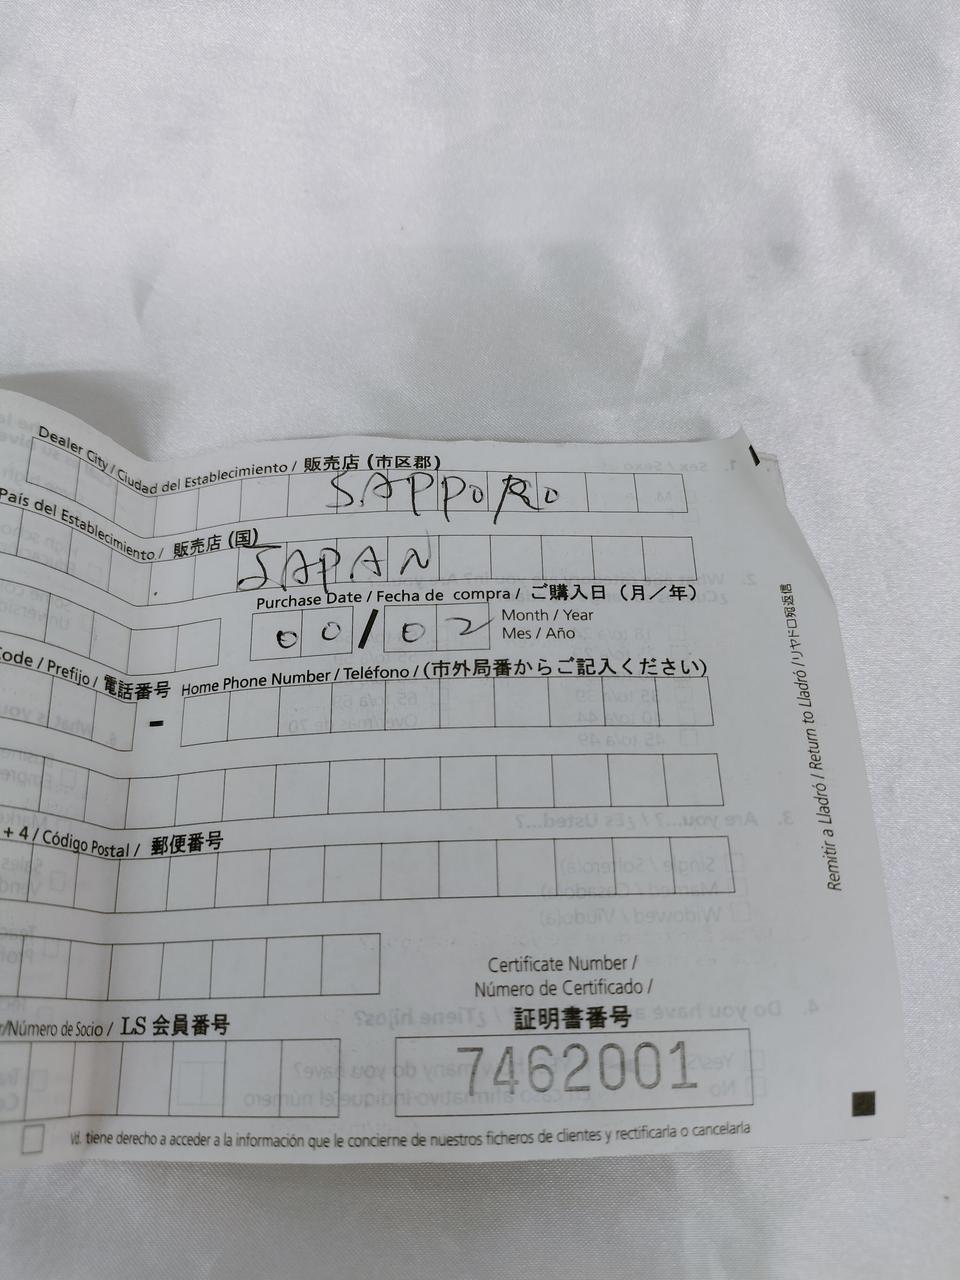 Dealer City / Ciudad del Establecimiento / 販売店 (市区郡)
SAPPORO
País del Establecimiento / 販売店 (国)
JAPAN
Purchase Date / Fecha de compra / ご購入日 (月／年)
00/02
Month / Year
Mes / Año
Code / Prefijo / 電話番号
Home Phone Number / Teléfono / (市外局番からご記入ください)
-
+ 4 / Código Postal / 郵便番号
Certificate Number /
Número de Certificado /
証明書番号
7462001
/Número de Socio / LS 会員番号
Vd. tiene derecho a acceder a la información que le concierne de nuestros ficheros de clientes y rectificarla o cancelarla
Remitir a Lladró / Return to Lladró / リヤドロ宛返信